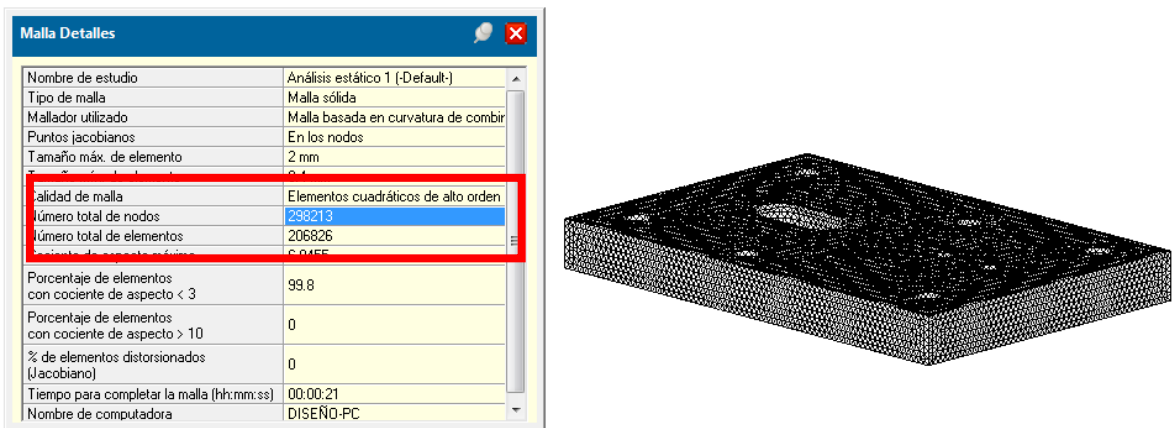 Malla Detalles
Nombre de estudio Análisis estático 1 (-Default-)
Tipo de malla Malla sólida
Mallador utilizado Malla basada en curvatura de combir
Puntos jacobianos En los nodos
Tamaño máx. de elemento 2 mm
Calidad de malla Elementos cuadráticos de alto orden
Número total de nodos 298213
Número total de elementos 206826
Porcentaje de elementos
con cociente de aspecto < 3 99.8
Porcentaje de elementos
con cociente de aspecto > 10 0
% de elementos distorsionados
(Jacobiano) 0
Tiempo para completar la malla (hh:mm:ss) 00:00:21
Nombre de computadora DISEÑO-PC